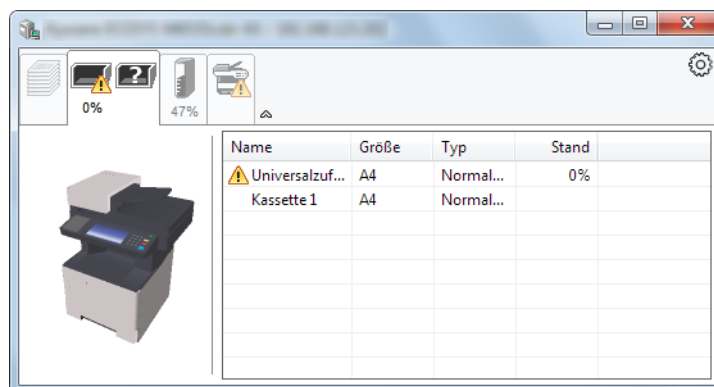 0%
47%
Name Größe Typ Stand
Universalzuf... A4 Normal... 0%
Kassette 1 A4 Normal...